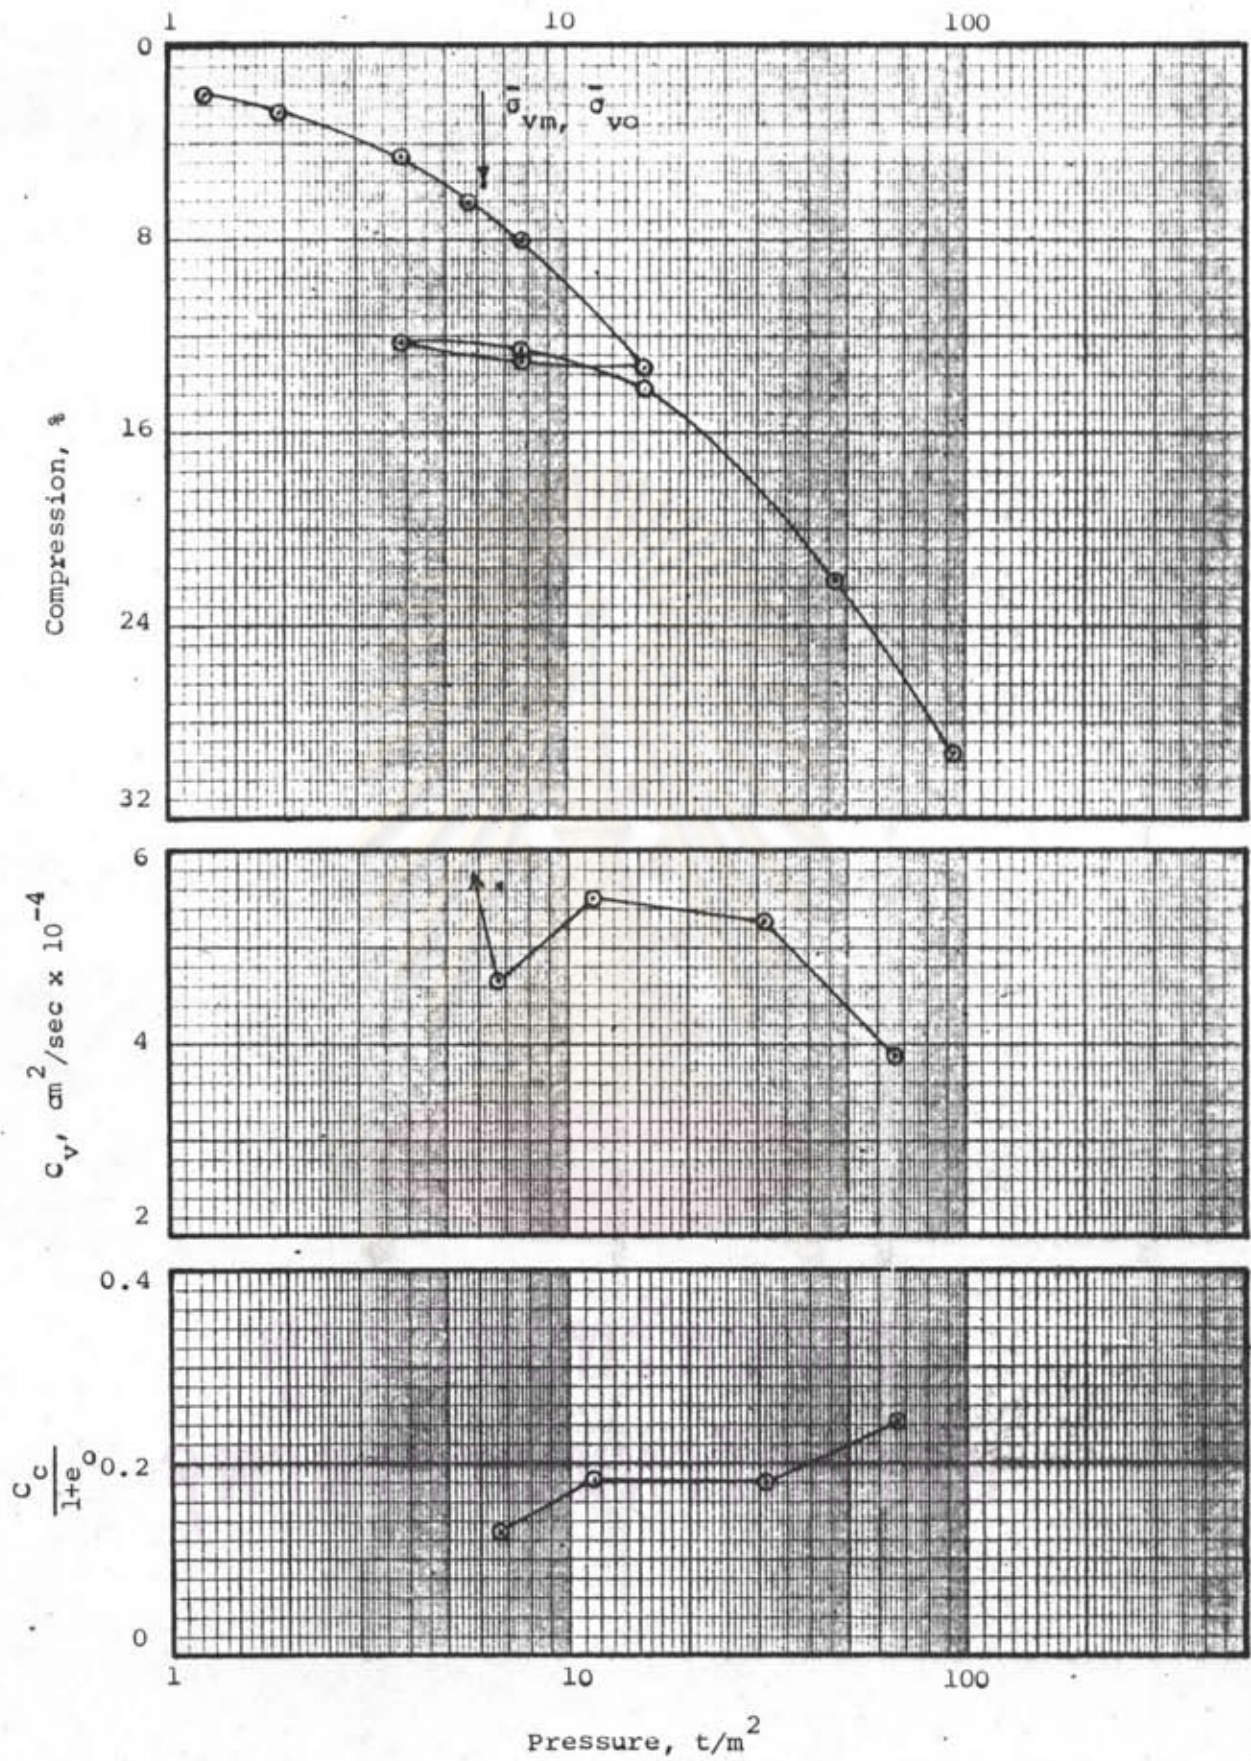 1 10 100
0
σ̄vm, σ̄vo
8
16
24
32
Compression, %
6
4
2
Cv, cm²/sec x 10⁻⁴
0.4
0.2
0
Cc
1+eo
1 10 100
Pressure, t/m²